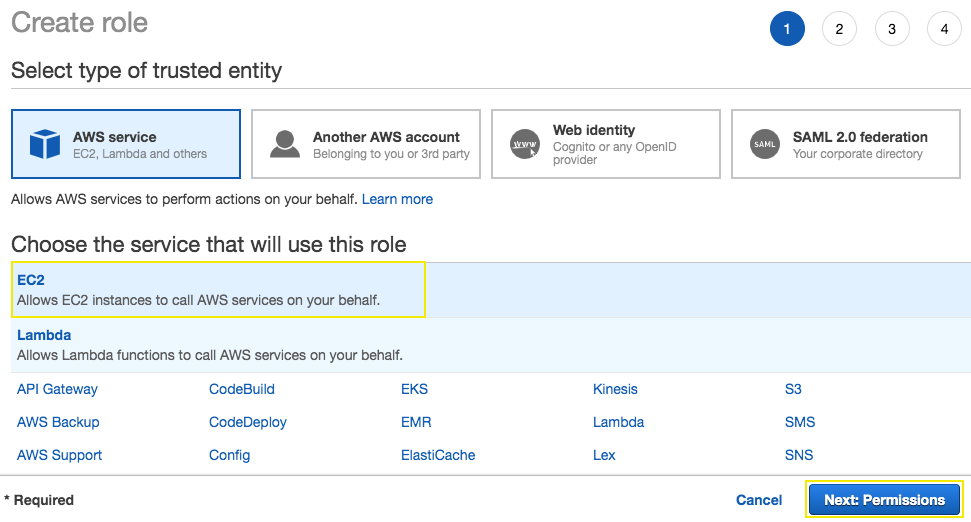 Create role
1 2 3 4
Select type of trusted entity
AWS service
EC2, Lambda and others
Another AWS account
Belonging to you or 3rd party
WWW
Web identity
Cognito or any OpenID
provider
SAML
SAML 2.0 federation
Your corporate directory
Allows AWS services to perform actions on your behalf. Learn more
Choose the service that will use this role
EC2
Allows EC2 instances to call AWS services on your behalf.
Lambda
Allows Lambda functions to call AWS services on your behalf.
API Gateway CodeBuild EKS Kinesis S3
AWS Backup CodeDeploy EMR Lambda SMS
AWS Support Config ElastiCache Lex SNS
* Required Cancel Next: Permissions